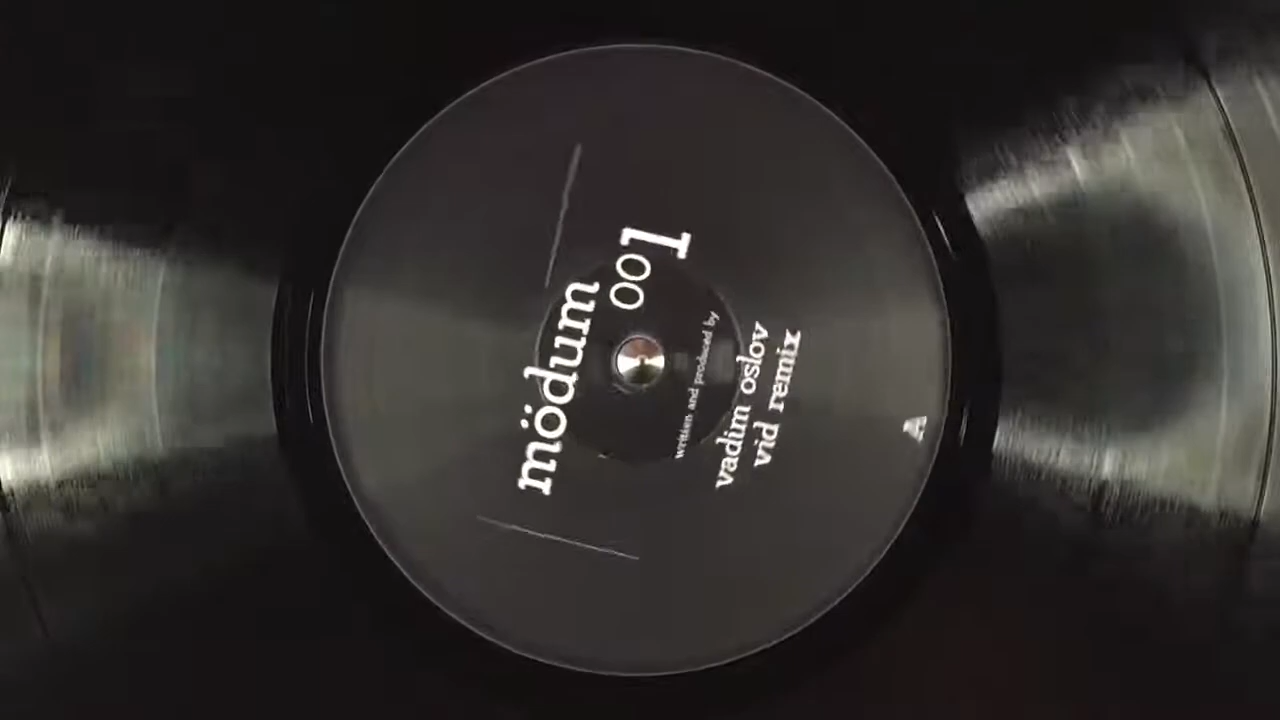 mödum
001
written and produced by
vadim oslov
vid remix
A